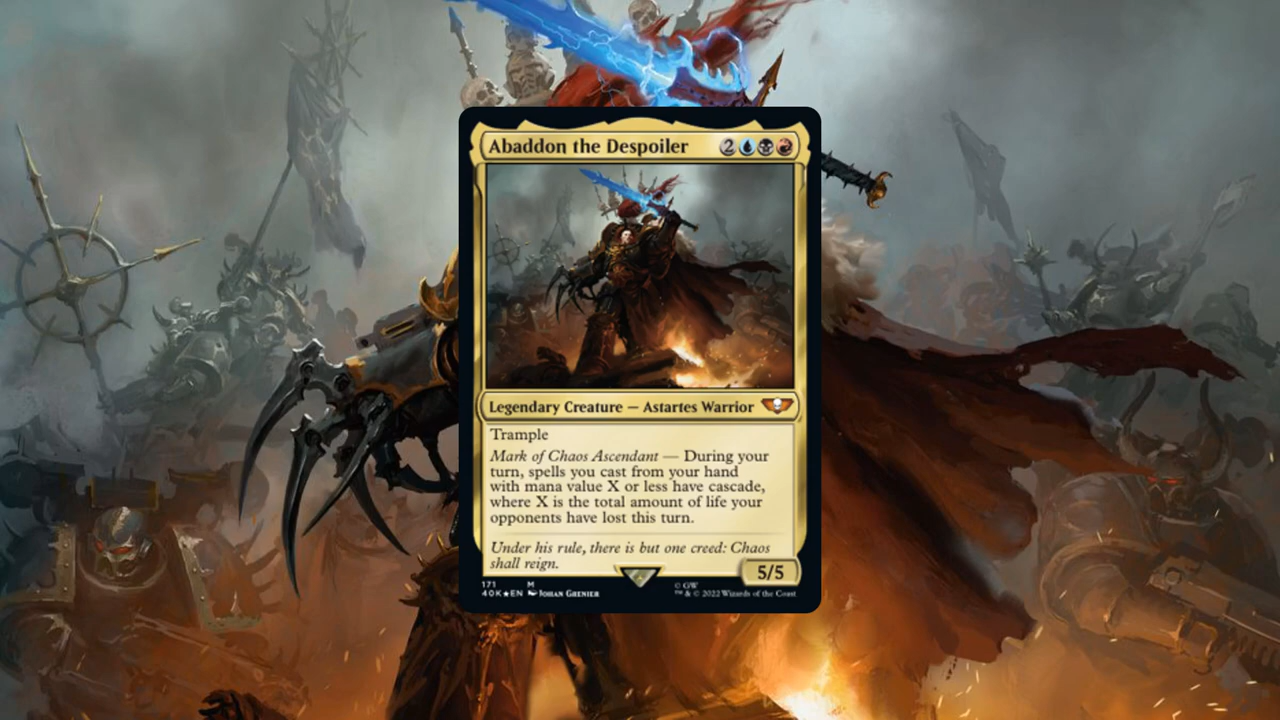 Abaddon the Despoiler 2
Legendary Creature — Astartes Warrior
Trample
Mark of Chaos Ascendant — During your
turn, spells you cast from your hand
with mana value X or less have cascade,
where X is the total amount of life your
opponents have lost this turn.
Under his rule, there is but one creed: Chaos
shall reign.
5/5
171 M
40K★EN Johan Grenier
© GW
™ & © 2022 Wizards of the Coast